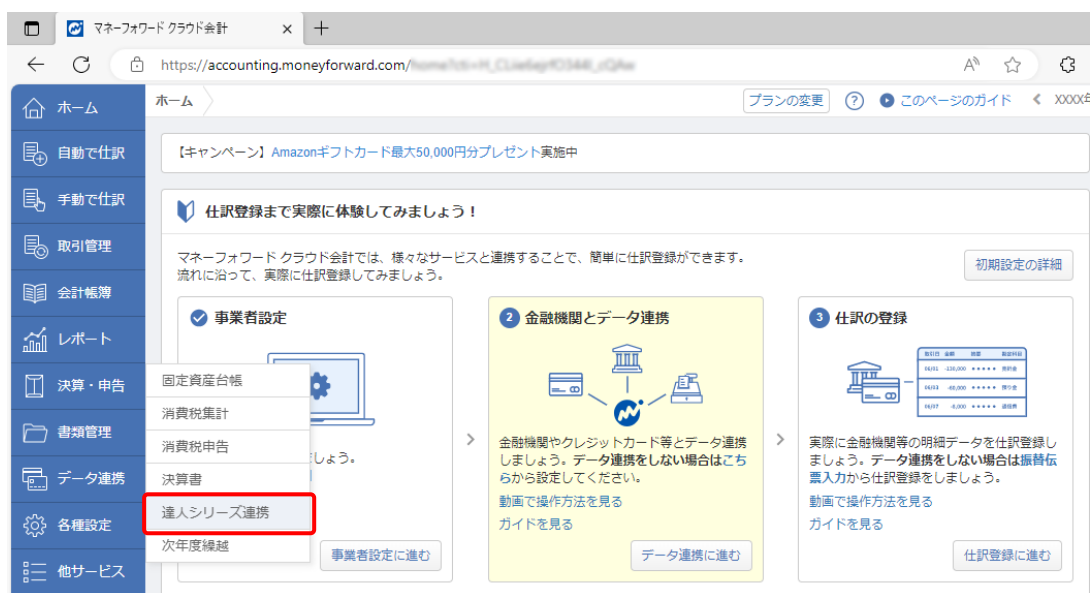 マネーフォワード クラウド会計
https://accounting.moneyforward.com/
ホーム
自動で仕訳
手動で仕訳
取引管理
会計帳簿
レポート
決算・申告
書類管理
データ連携
各種設定
他サービス
固定資産台帳
消費税集計
消費税申告
決算書
達人シリーズ連携
次年度繰越
ホーム
プランの変更
? このページのガイド
XXXX年
【キャンペーン】Amazonギフトカード最大50,000円分プレゼント実施中
仕訳登録まで実際に体験してみましょう！
マネーフォワード クラウド会計では、様々なサービスと連携することで、簡単に仕訳登録ができます。
流れに沿って、実際に仕訳登録してみましょう。
初期設定の詳細
事業者設定
しょう。
事業者設定に進む
2 金融機関とデータ連携
金融機関やクレジットカード等とデータ連携
しましょう。データ連携をしない場合はこち
らから設定してください。
動画で操作方法を見る
ガイドを見る
データ連携に進む
3 仕訳の登録
実際に金融機関等の明細データを仕訳登録し
ましょう。データ連携をしない場合は振替伝
票入力から仕訳登録をしましょう。
動画で操作方法を見る
ガイドを見る
仕訳登録に進む